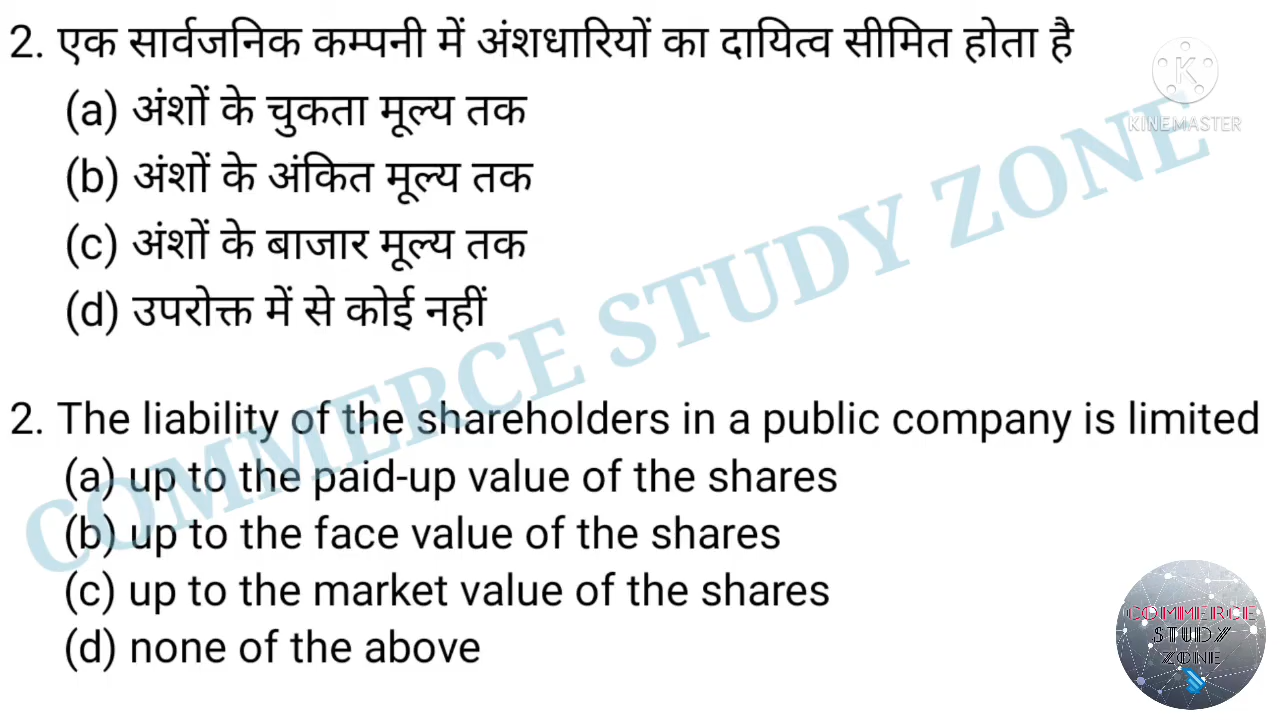 2. एक सार्वजनिक कम्पनी में अंशधारियों का दायित्व सीमित होता है
(a) अंशों के चुकता मूल्य तक
(b) अंशों के अंकित मूल्य तक
(c) अंशों के बाजार मूल्य तक
(d) उपरोक्त में से कोई नहीं
K
KINEMASTER
COMMERCE STUDY ZONE
2. The liability of the shareholders in a public company is limited
(a) up to the paid-up value of the shares
(b) up to the face value of the shares
(c) up to the market value of the shares
(d) none of the above
COMMERCE
STUDY
ZONE